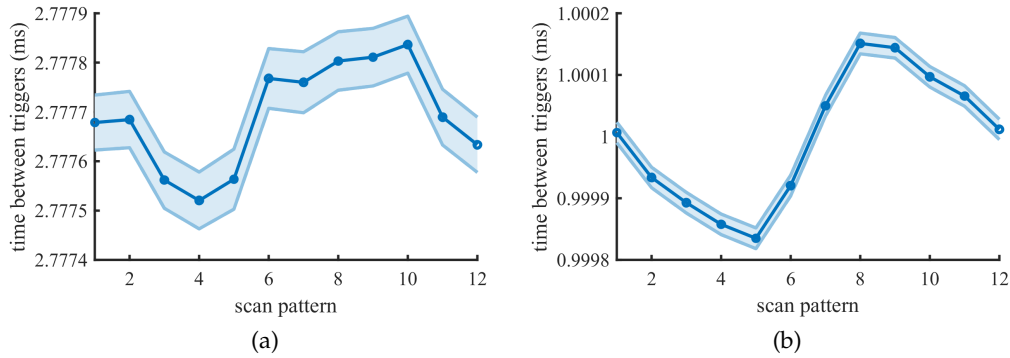 time between triggers (ms)
2.7779
2.7778
2.7777
2.7776
2.7775
2.7774
2 4 6 8 10 12
scan pattern
(a)
time between triggers (ms)
1.0002
1.0001
1
0.9999
0.9998
2 4 6 8 10 12
scan pattern
(b)